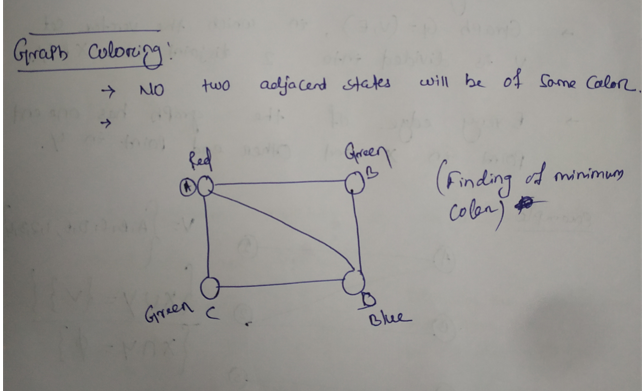 Graph Coloring:
→ No two adjacent states will be of same color.
→
Red
Green
A
B
(Finding of minimum
color)
Green C
D
Blue